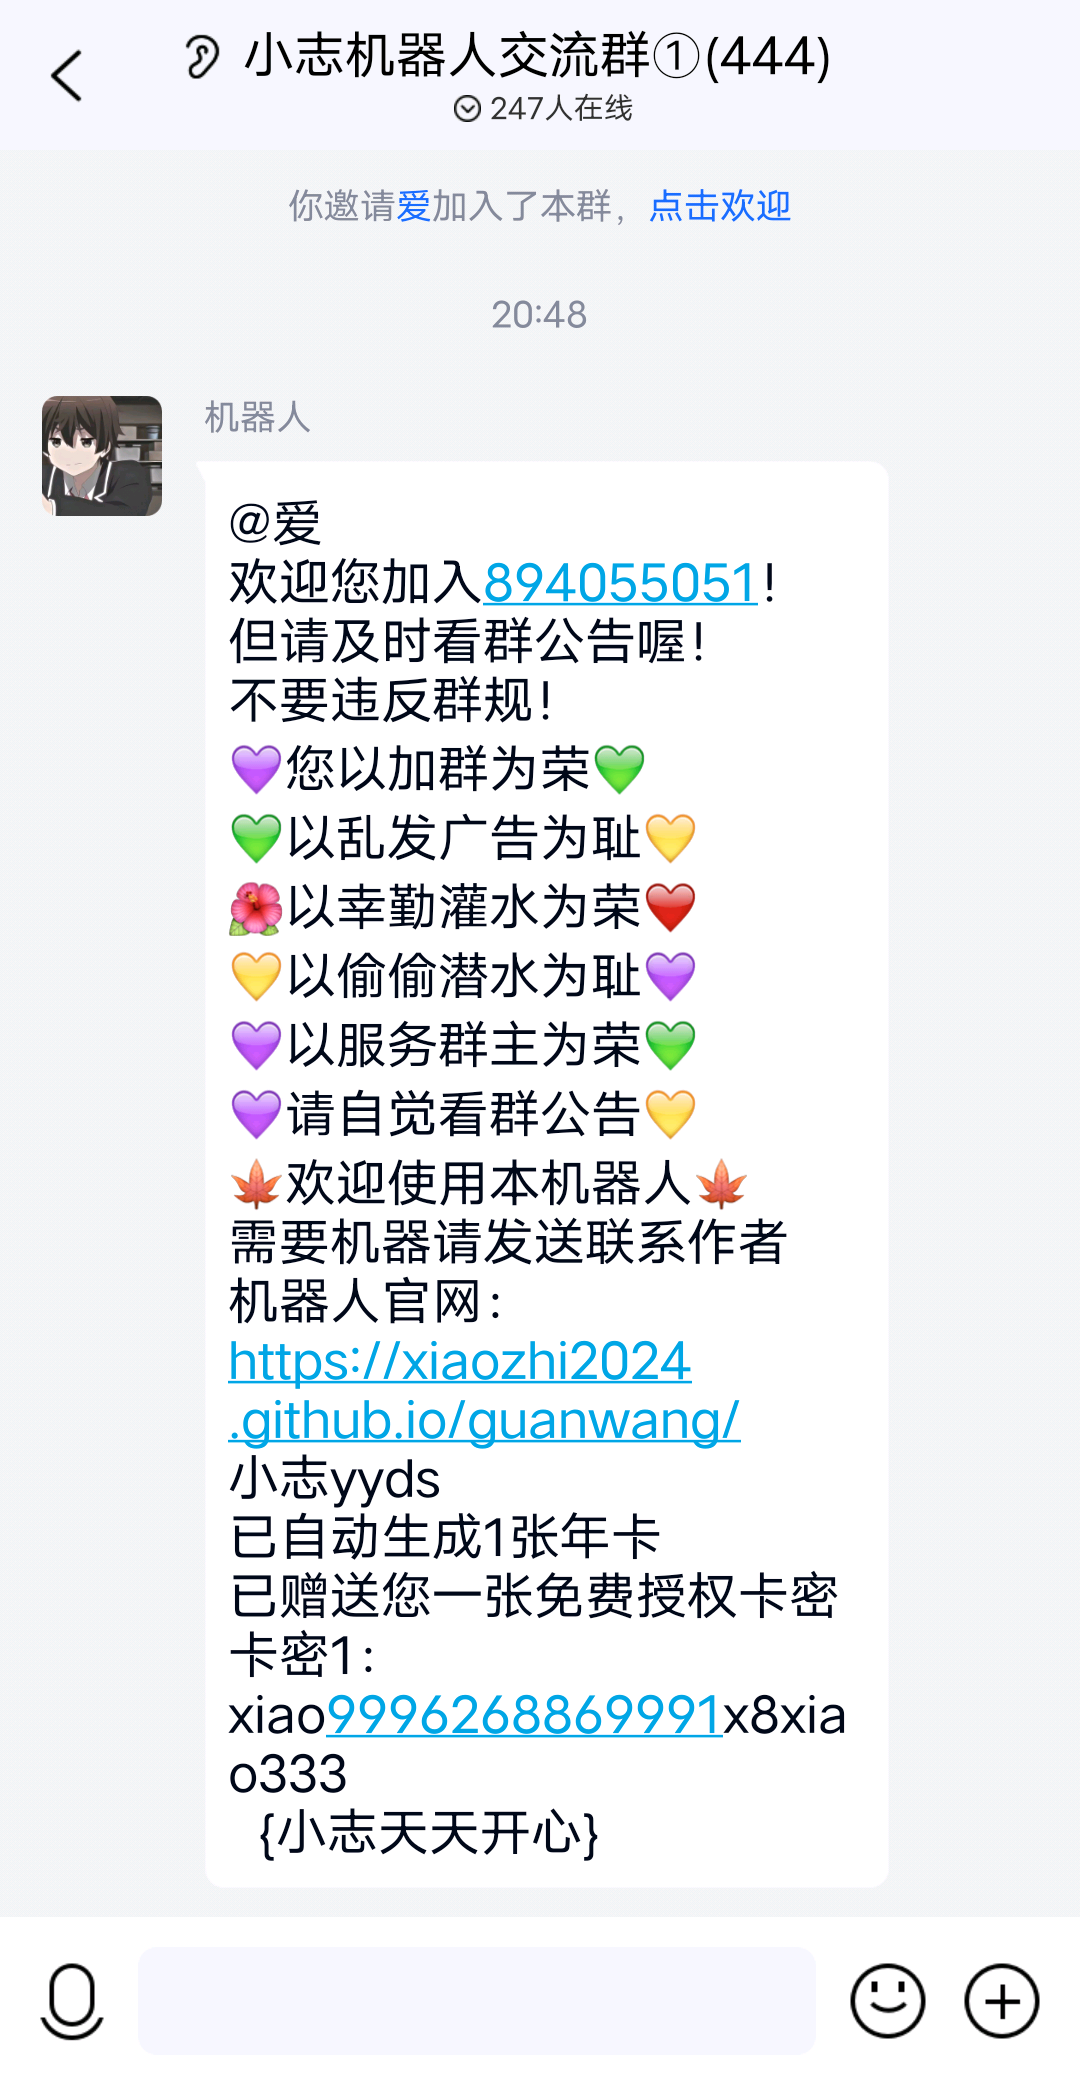 小志机器人交流群①(444)
247人在线
你邀请爱加入了本群，点击欢迎
20:48
机器人
@爱
欢迎您加入894055051！
但请及时看群公告喔！
不要违反群规！
💜您以加群为荣💚
💚以乱发广告为耻💛
🌺以幸勤灌水为荣❤️
💛以偷偷潜水为耻💜
💜以服务群主为荣💚
💜请自觉看群公告💛
🍁欢迎使用本机器人🍁
需要机器请发送联系作者
机器人官网：
https://xiaozhi2024
.github.io/guanwang/
小志yyds
已自动生成1张年卡
已赠送您一张免费授权卡密
卡密1：
xiao9996268869991x8xia
o333
{小志天天开心}